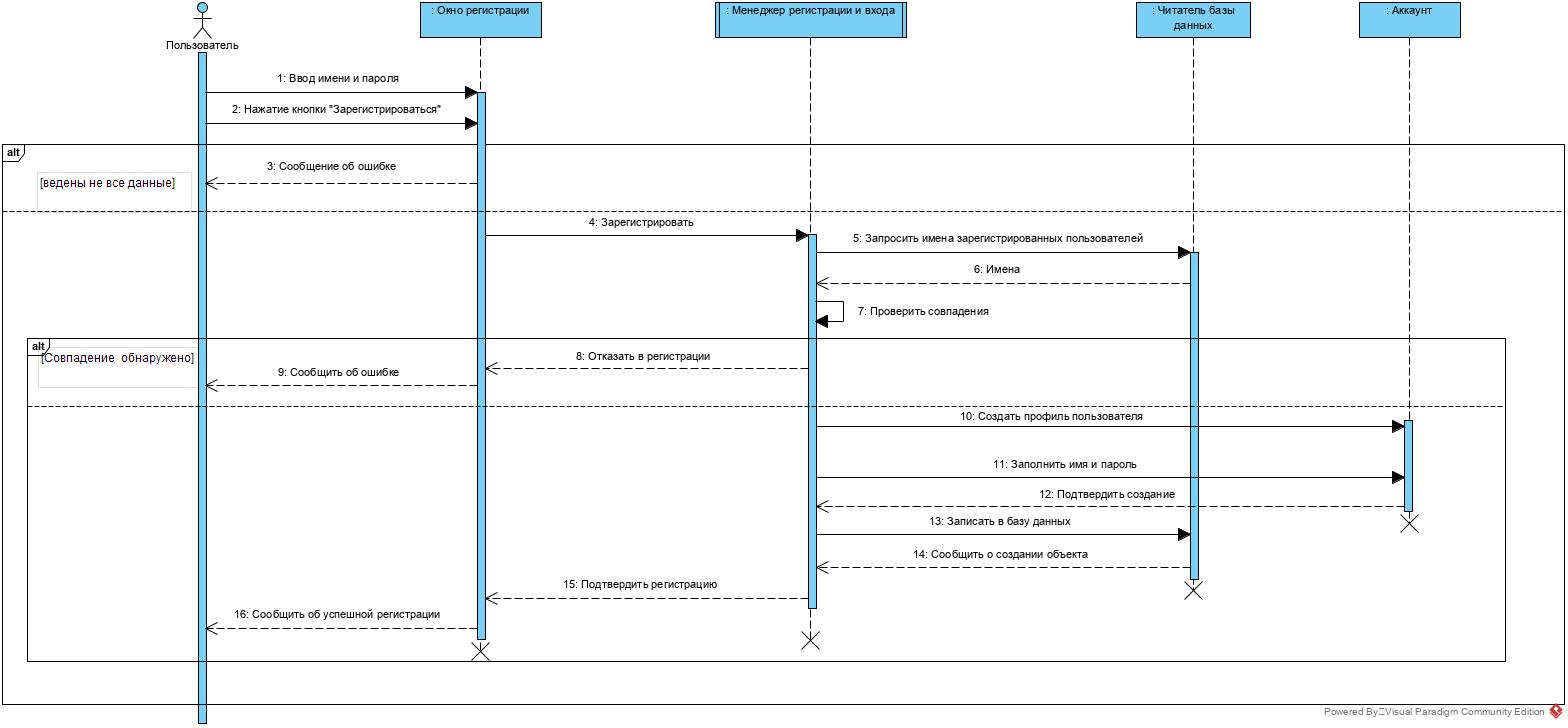 : Окно регистрации
: Менеджер регистрации и входа
: Читатель базы
данных
: Аккаунт
Пользователь
1: Ввод имени и пароля
2: Нажатие кнопки "Зарегистрироваться"
alt
3: Сообщение об ошибке
[ведены не все данные]
4: Зарегистрировать
5: Запросить имена зарегистрированных пользователей
6: Имена
7: Проверить совпадения
alt
[Совпадение  обнаружено]
8: Отказать в регистрации
9: Сообщить об ошибке
10: Создать профиль пользователя
11: Заполнить имя и пароль
12: Подтвердить создание
13: Записать в базу данных
14: Сообщить о создании объекта
15: Подтвердить регистрацию
16: Сообщить об успешной регистрации
Powered By Visual Paradigm Community Edition